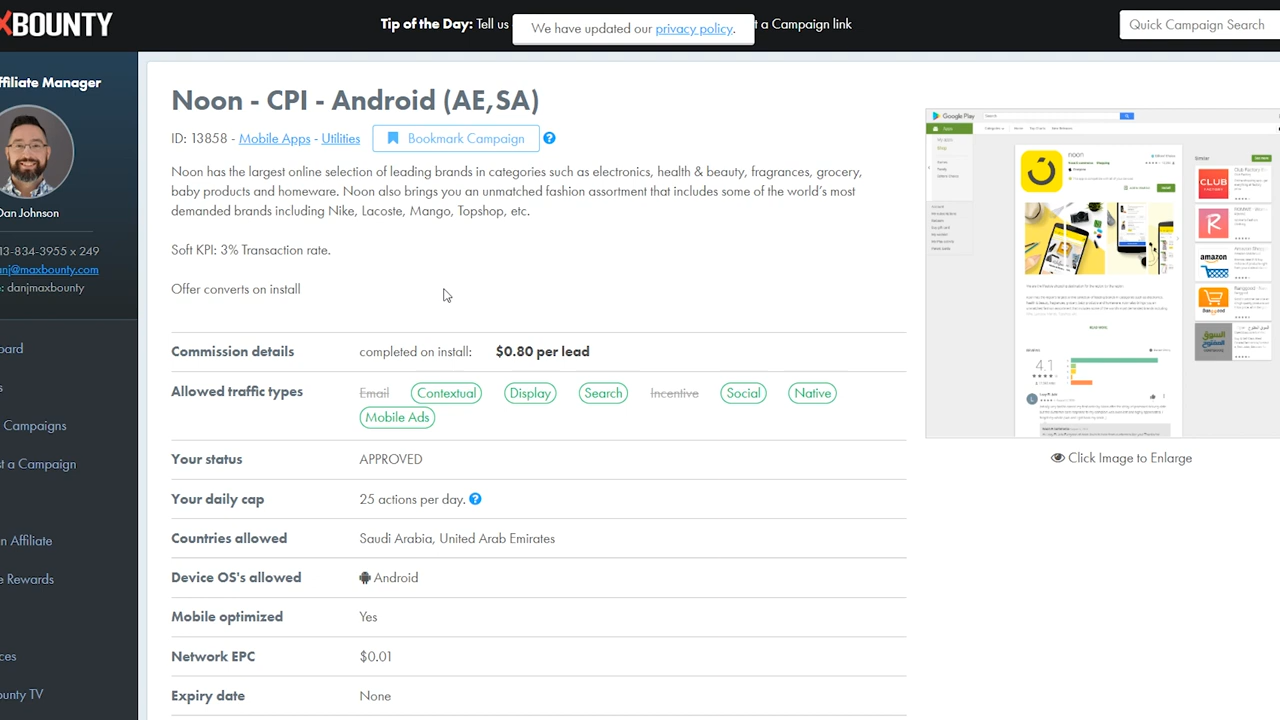 XBOUNTY
Tip of the Day: Tell us
We have updated our privacy policy.
t a Campaign link
Quick Campaign Search
ffiliate Manager
Dan Johnson
13-834-3955 x 249
anj@maxbounty.com
: danjmaxbounty
oard
s
Campaigns
st a Campaign
n Affiliate
e Rewards
ces
ounty TV
Noon - CPI - Android (AE,SA)
ID: 13858 - Mobile Apps - Utilities
Bookmark Campaign
Noon has the largest online selection of leading brands in categories such as electronics, health & beauty, fragrances, grocery,
baby products and homeware. Noon also brings you an unmatched fashion assortment that includes some of the world's most
demanded brands including Nike, Lacoste, Mango, Topshop, etc.
Soft KPI: 3% transaction rate.
Offer converts on install
Commission details completed on install: $0.80 per lead
Allowed traffic types Email Contextual Display Search Incentive Social Native
Mobile Ads
Your status APPROVED
Your daily cap 25 actions per day.
Countries allowed Saudi Arabia, United Arab Emirates
Device OS's allowed Android
Mobile optimized Yes
Network EPC $0.01
Expiry date None
Google Play
Apps
noon
READ MORE
4.1
CLUB
FACTORY
R
amazon
Click Image to Enlarge